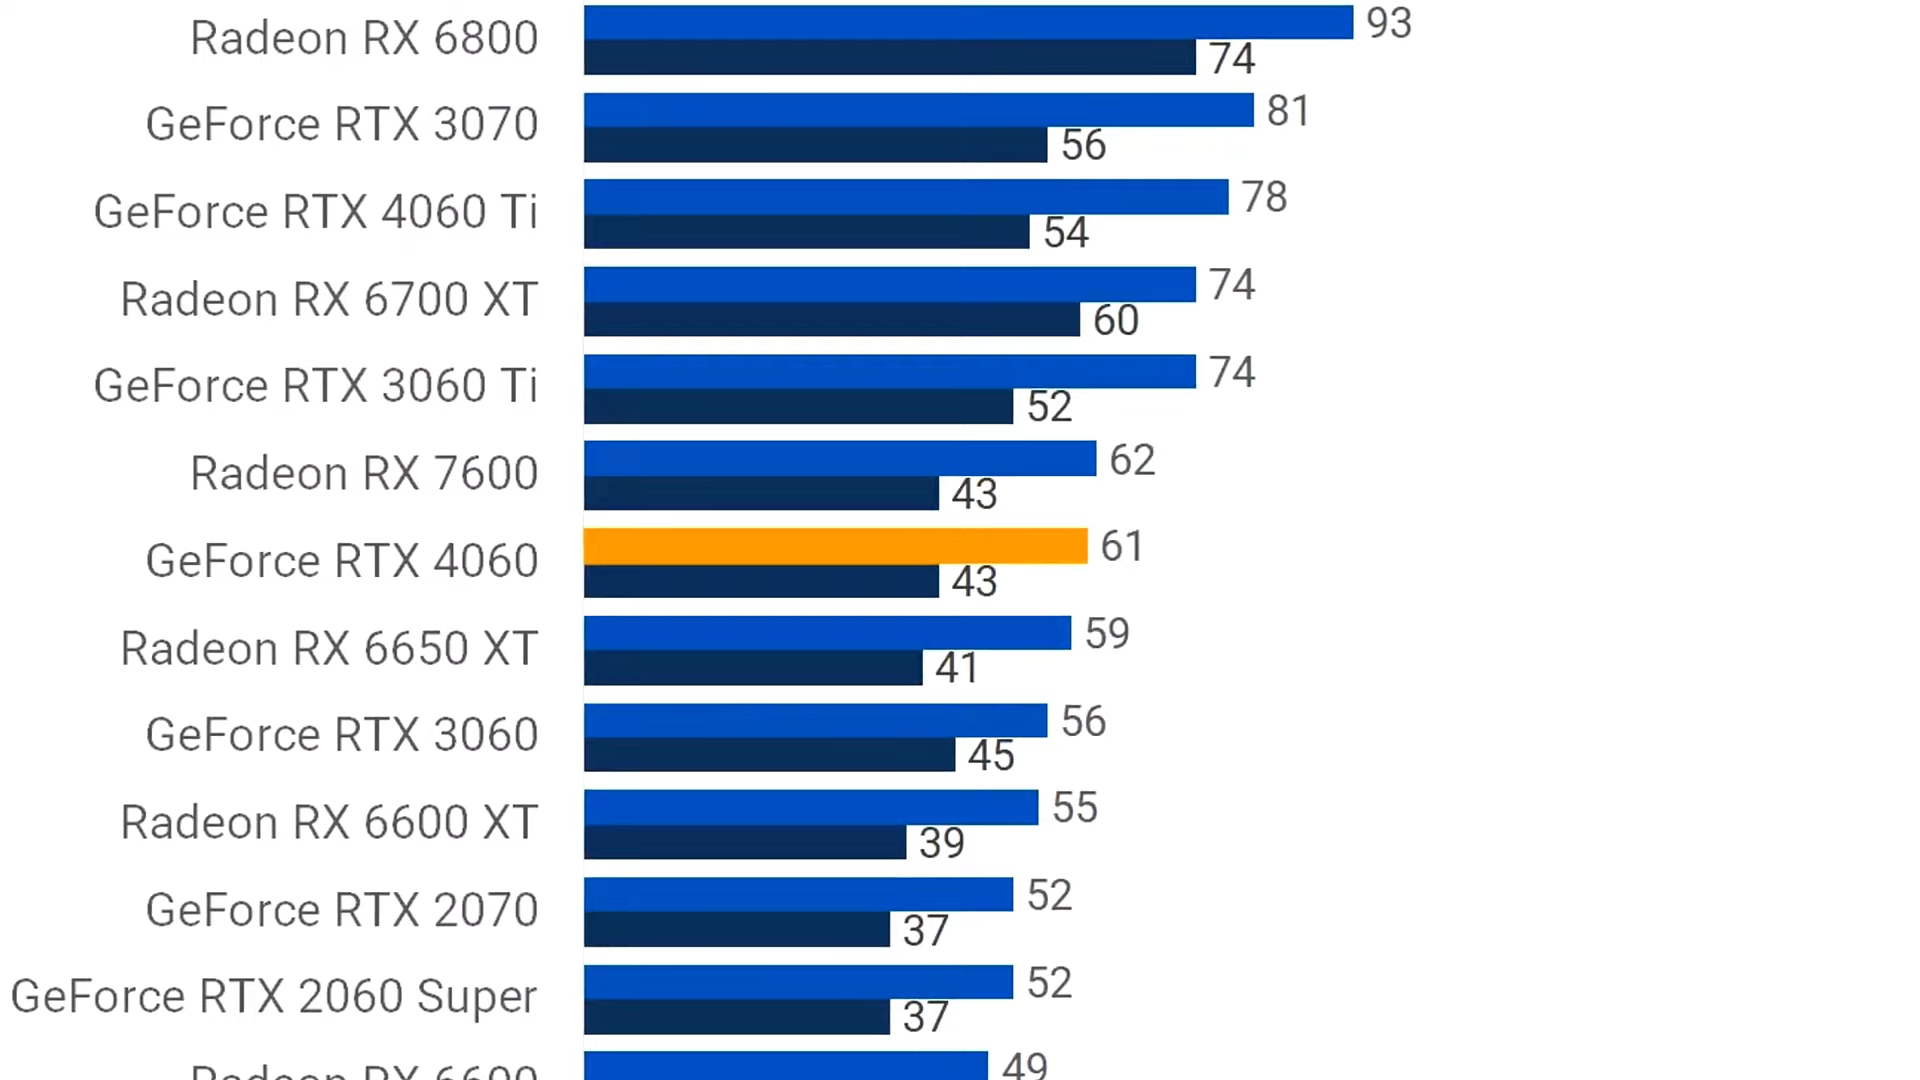 Radeon RX 6800
93
74
GeForce RTX 3070
81
56
GeForce RTX 4060 Ti
78
54
Radeon RX 6700 XT
74
60
GeForce RTX 3060 Ti
74
52
Radeon RX 7600
62
43
GeForce RTX 4060
61
43
Radeon RX 6650 XT
59
41
GeForce RTX 3060
56
45
Radeon RX 6600 XT
55
39
GeForce RTX 2070
52
37
GeForce RTX 2060 Super
52
37
Radeon RX 6600
49